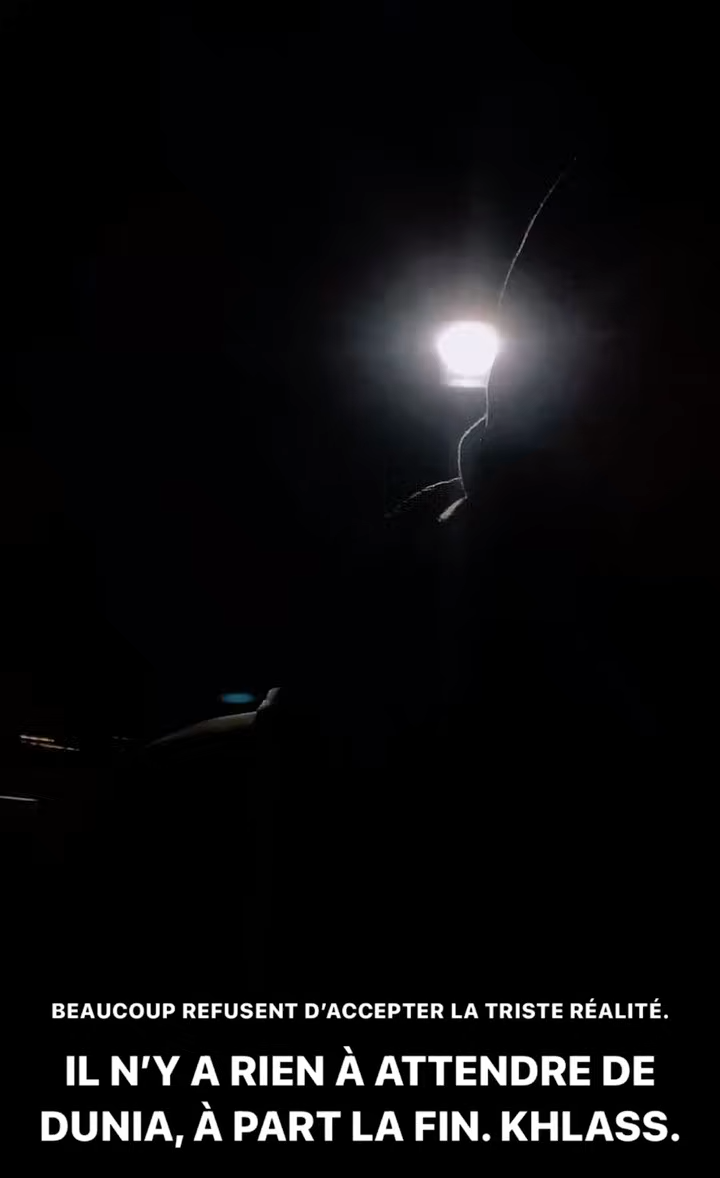 BEAUCOUP REFUSENT D’ACCEPTER LA TRISTE RÉALITÉ.
IL N’Y A RIEN À ATTENDRE DE
DUNIA, À PART LA FIN. KHLASS.